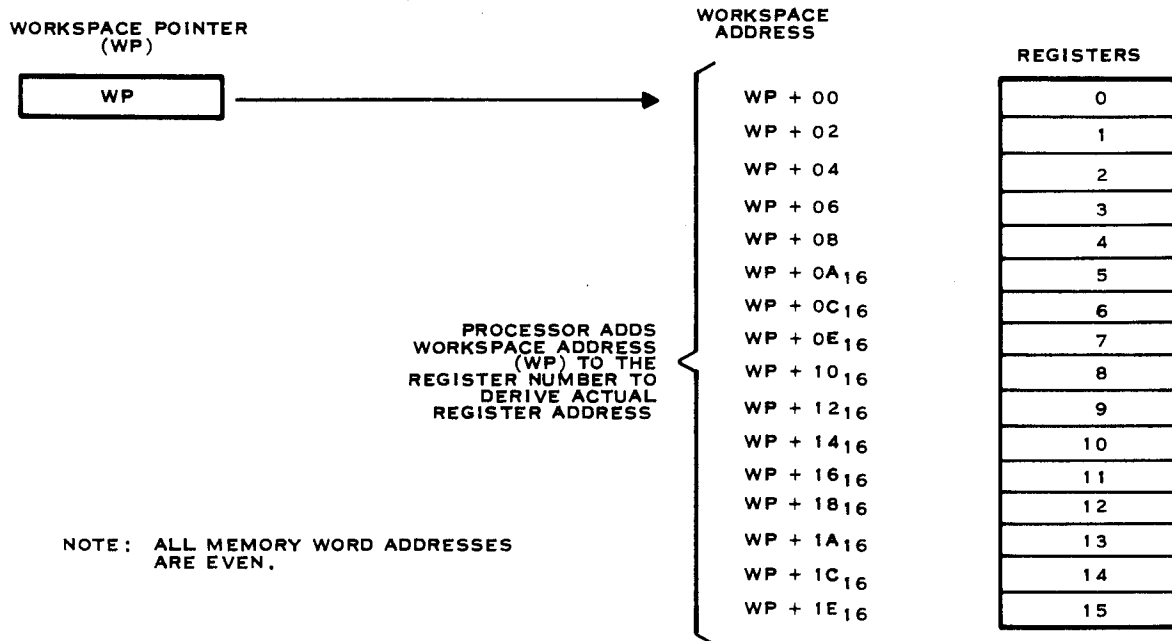 WORKSPACE POINTER
(WP)
WP
WORKSPACE
ADDRESS
REGISTERS
WP + 00
0
WP + 02
1
WP + 04
2
WP + 06
3
WP + 08
4
WP + 0A16
5
WP + 0C16
6
WP + 0E16
7
WP + 1016
8
WP + 1216
9
WP + 1416
10
WP + 1616
11
WP + 1816
12
WP + 1A16
13
WP + 1C16
14
WP + 1E16
15
PROCESSOR ADDS
WORKSPACE ADDRESS
(WP) TO THE
REGISTER NUMBER TO
DERIVE ACTUAL
REGISTER ADDRESS
NOTE: ALL MEMORY WORD ADDRESSES
ARE EVEN.